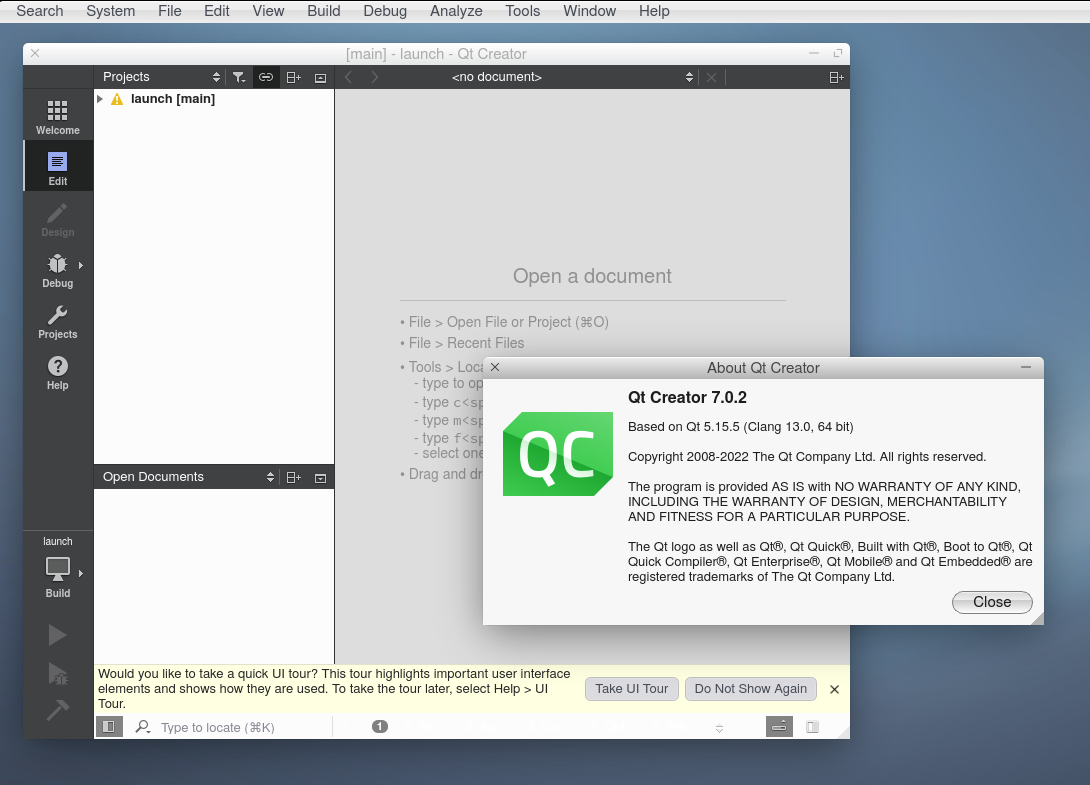 Search System File Edit View Build Debug Analyze Tools Window Help
[main] - launch - Qt Creator
Projects
<no document>
launch [main]
Welcome
Edit
Design
Debug
Projects
Help
Open a document
• File > Open File or Project (⌘O)
• File > Recent Files
• Tools > Loca
- type to op
- type c<sp
- type m<sp
- type f<sp
- select one
• Drag and dr
About Qt Creator
QC
Qt Creator 7.0.2
Based on Qt 5.15.5 (Clang 13.0, 64 bit)
Copyright 2008-2022 The Qt Company Ltd. All rights reserved.
The program is provided AS IS with NO WARRANTY OF ANY KIND,
INCLUDING THE WARRANTY OF DESIGN, MERCHANTABILITY
AND FITNESS FOR A PARTICULAR PURPOSE.
The Qt logo as well as Qt®, Qt Quick®, Built with Qt®, Boot to Qt®, Qt
Quick Compiler®, Qt Enterprise®, Qt Mobile® and Qt Embedded® are
registered trademarks of The Qt Company Ltd.
Close
Open Documents
launch
Build
Would you like to take a quick UI tour? This tour highlights important user interface
elements and shows how they are used. To take the tour later, select Help > UI
Tour.
Take UI Tour
Do Not Show Again
Type to locate (⌘K)
1